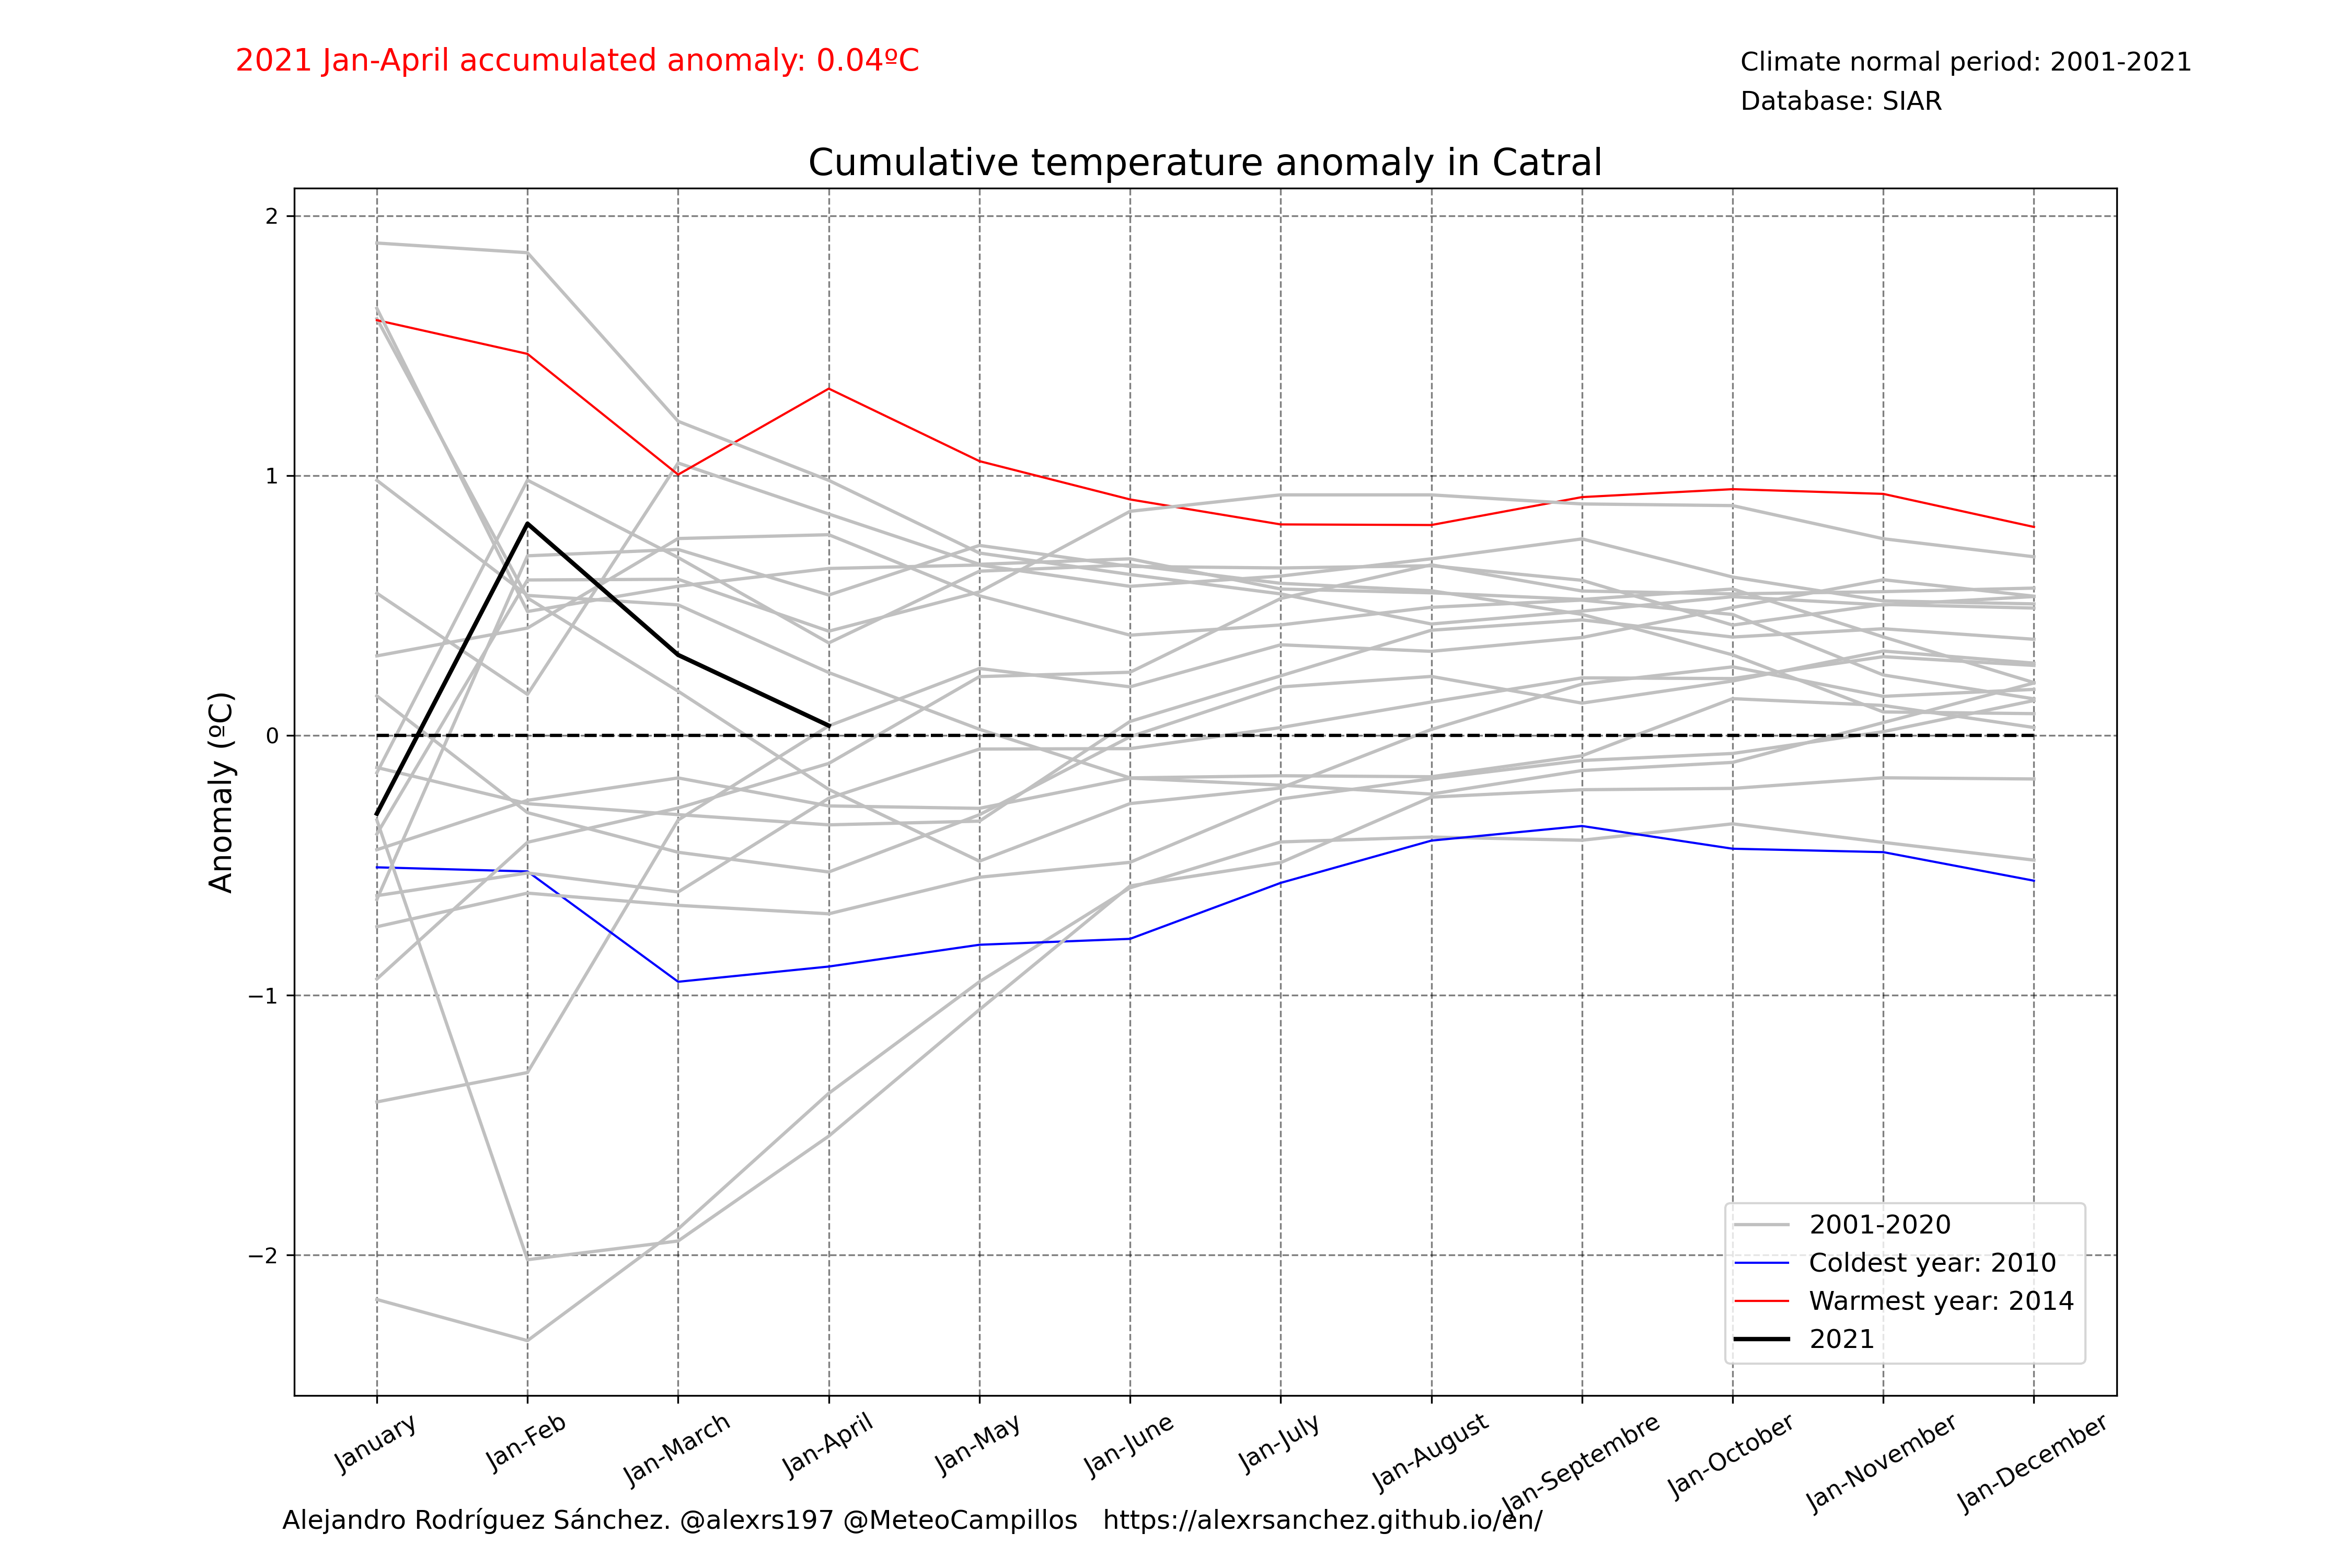 2021 Jan-April accumulated anomaly: 0.04ºC
Climate normal period: 2001-2021
Database: SIAR
Cumulative temperature anomaly in Catral
Anomaly (ºC)
2
1
0
−1
−2
2001-2020
Coldest year: 2010
Warmest year: 2014
2021
January
Jan-Feb
Jan-March
Jan-April
Jan-May
Jan-June
Jan-July
Jan-August
Jan-Septembre
Jan-October
Jan-November
Jan-December
Alejandro Rodríguez Sánchez. @alexrs197 @MeteoCampillos   https://alexrsanchez.github.io/en/